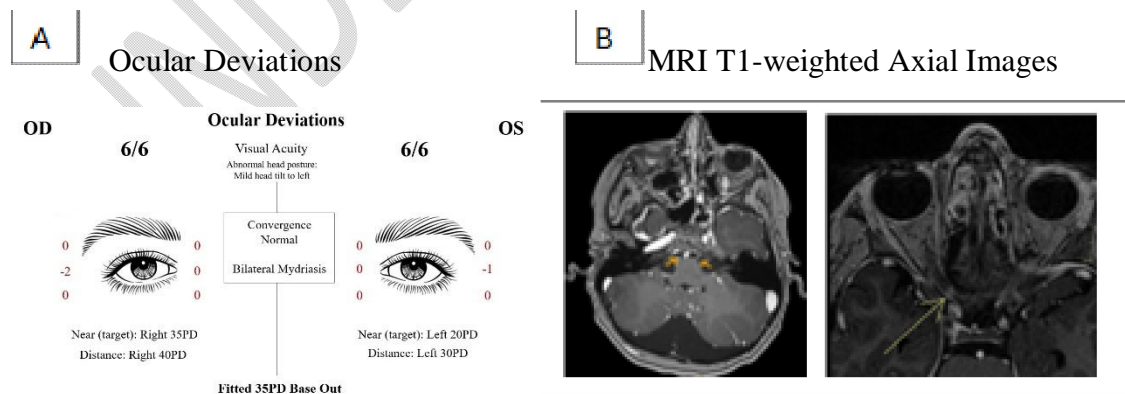 A
Ocular Deviations
Ocular Deviations
OD
OS
6/6
Visual Acuity
6/6
Abnormal head posture:
Mild head tilt to left
Convergence
Normal
Bilateral Mydriasis
0
0
0
0
-2
0
0
-1
0
0
0
0
Near (target): Right 35PD
Distance: Right 40PD
Near (target): Left 20PD
Distance: Left 30PD
Fitted 35PD Base Out
B
MRI T1-weighted Axial Images